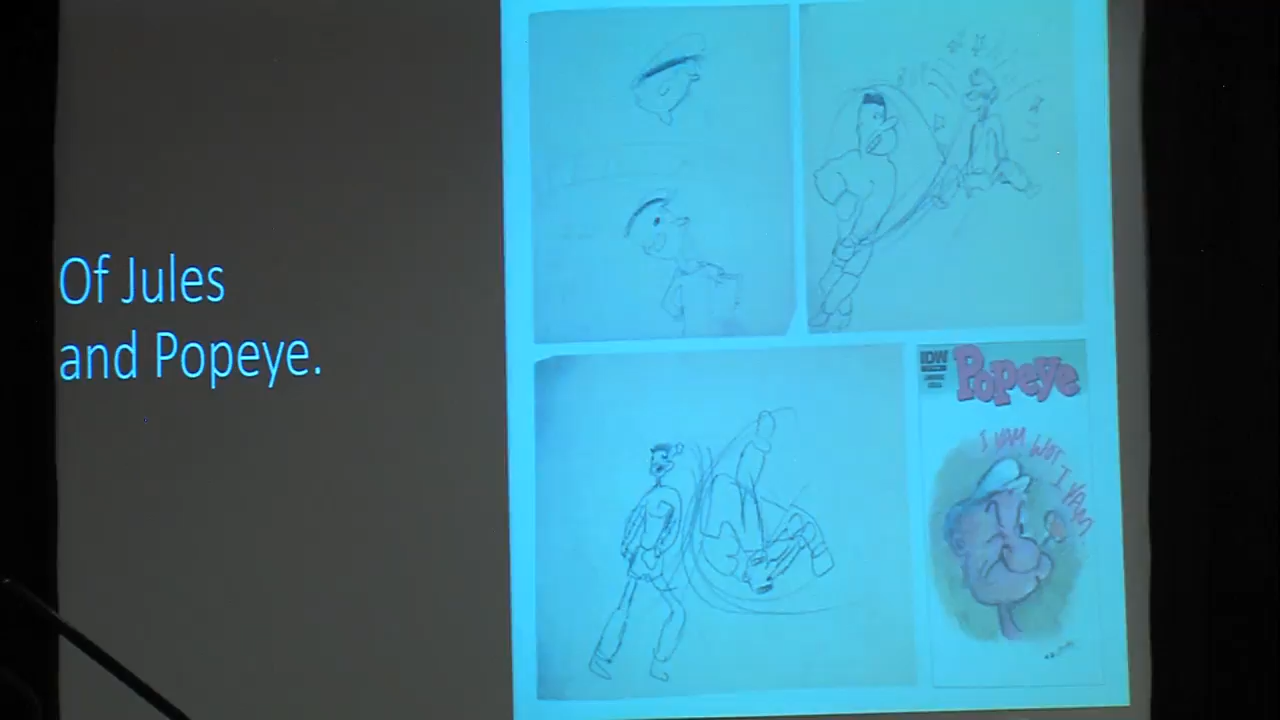 Of Jules
and Popeye.
IDW
Popeye
I YAM WOT I YAM